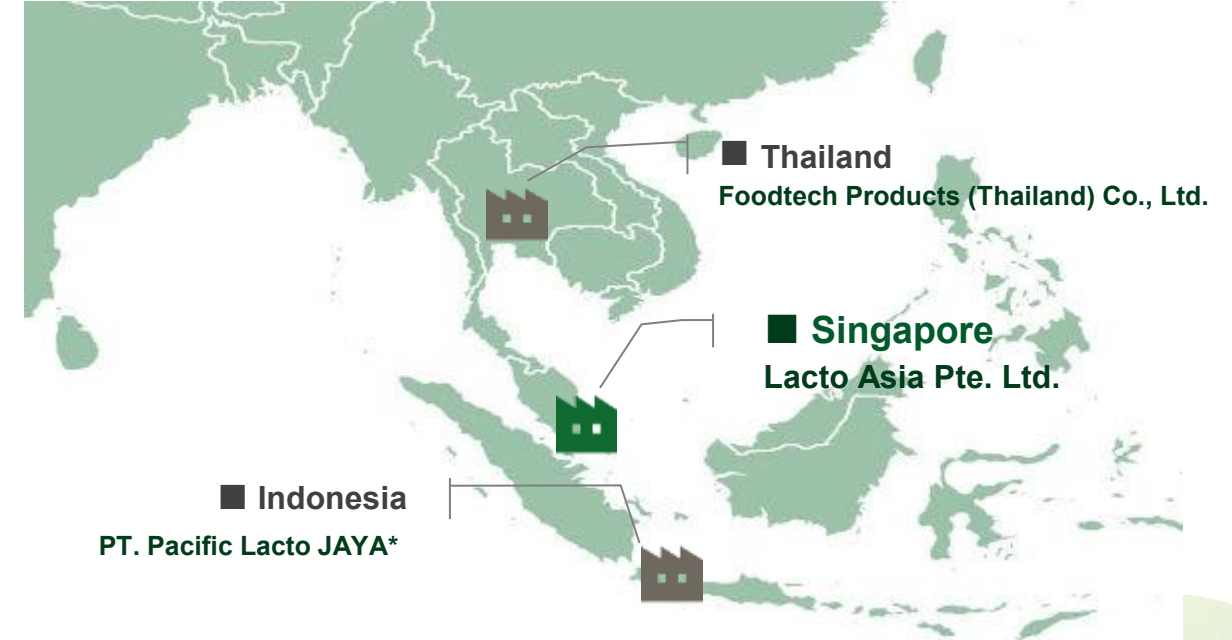 ■ Thailand
Foodtech Products (Thailand) Co., Ltd.
■ Singapore
Lacto Asia Pte. Ltd.
■ Indonesia
PT. Pacific Lacto JAYA*